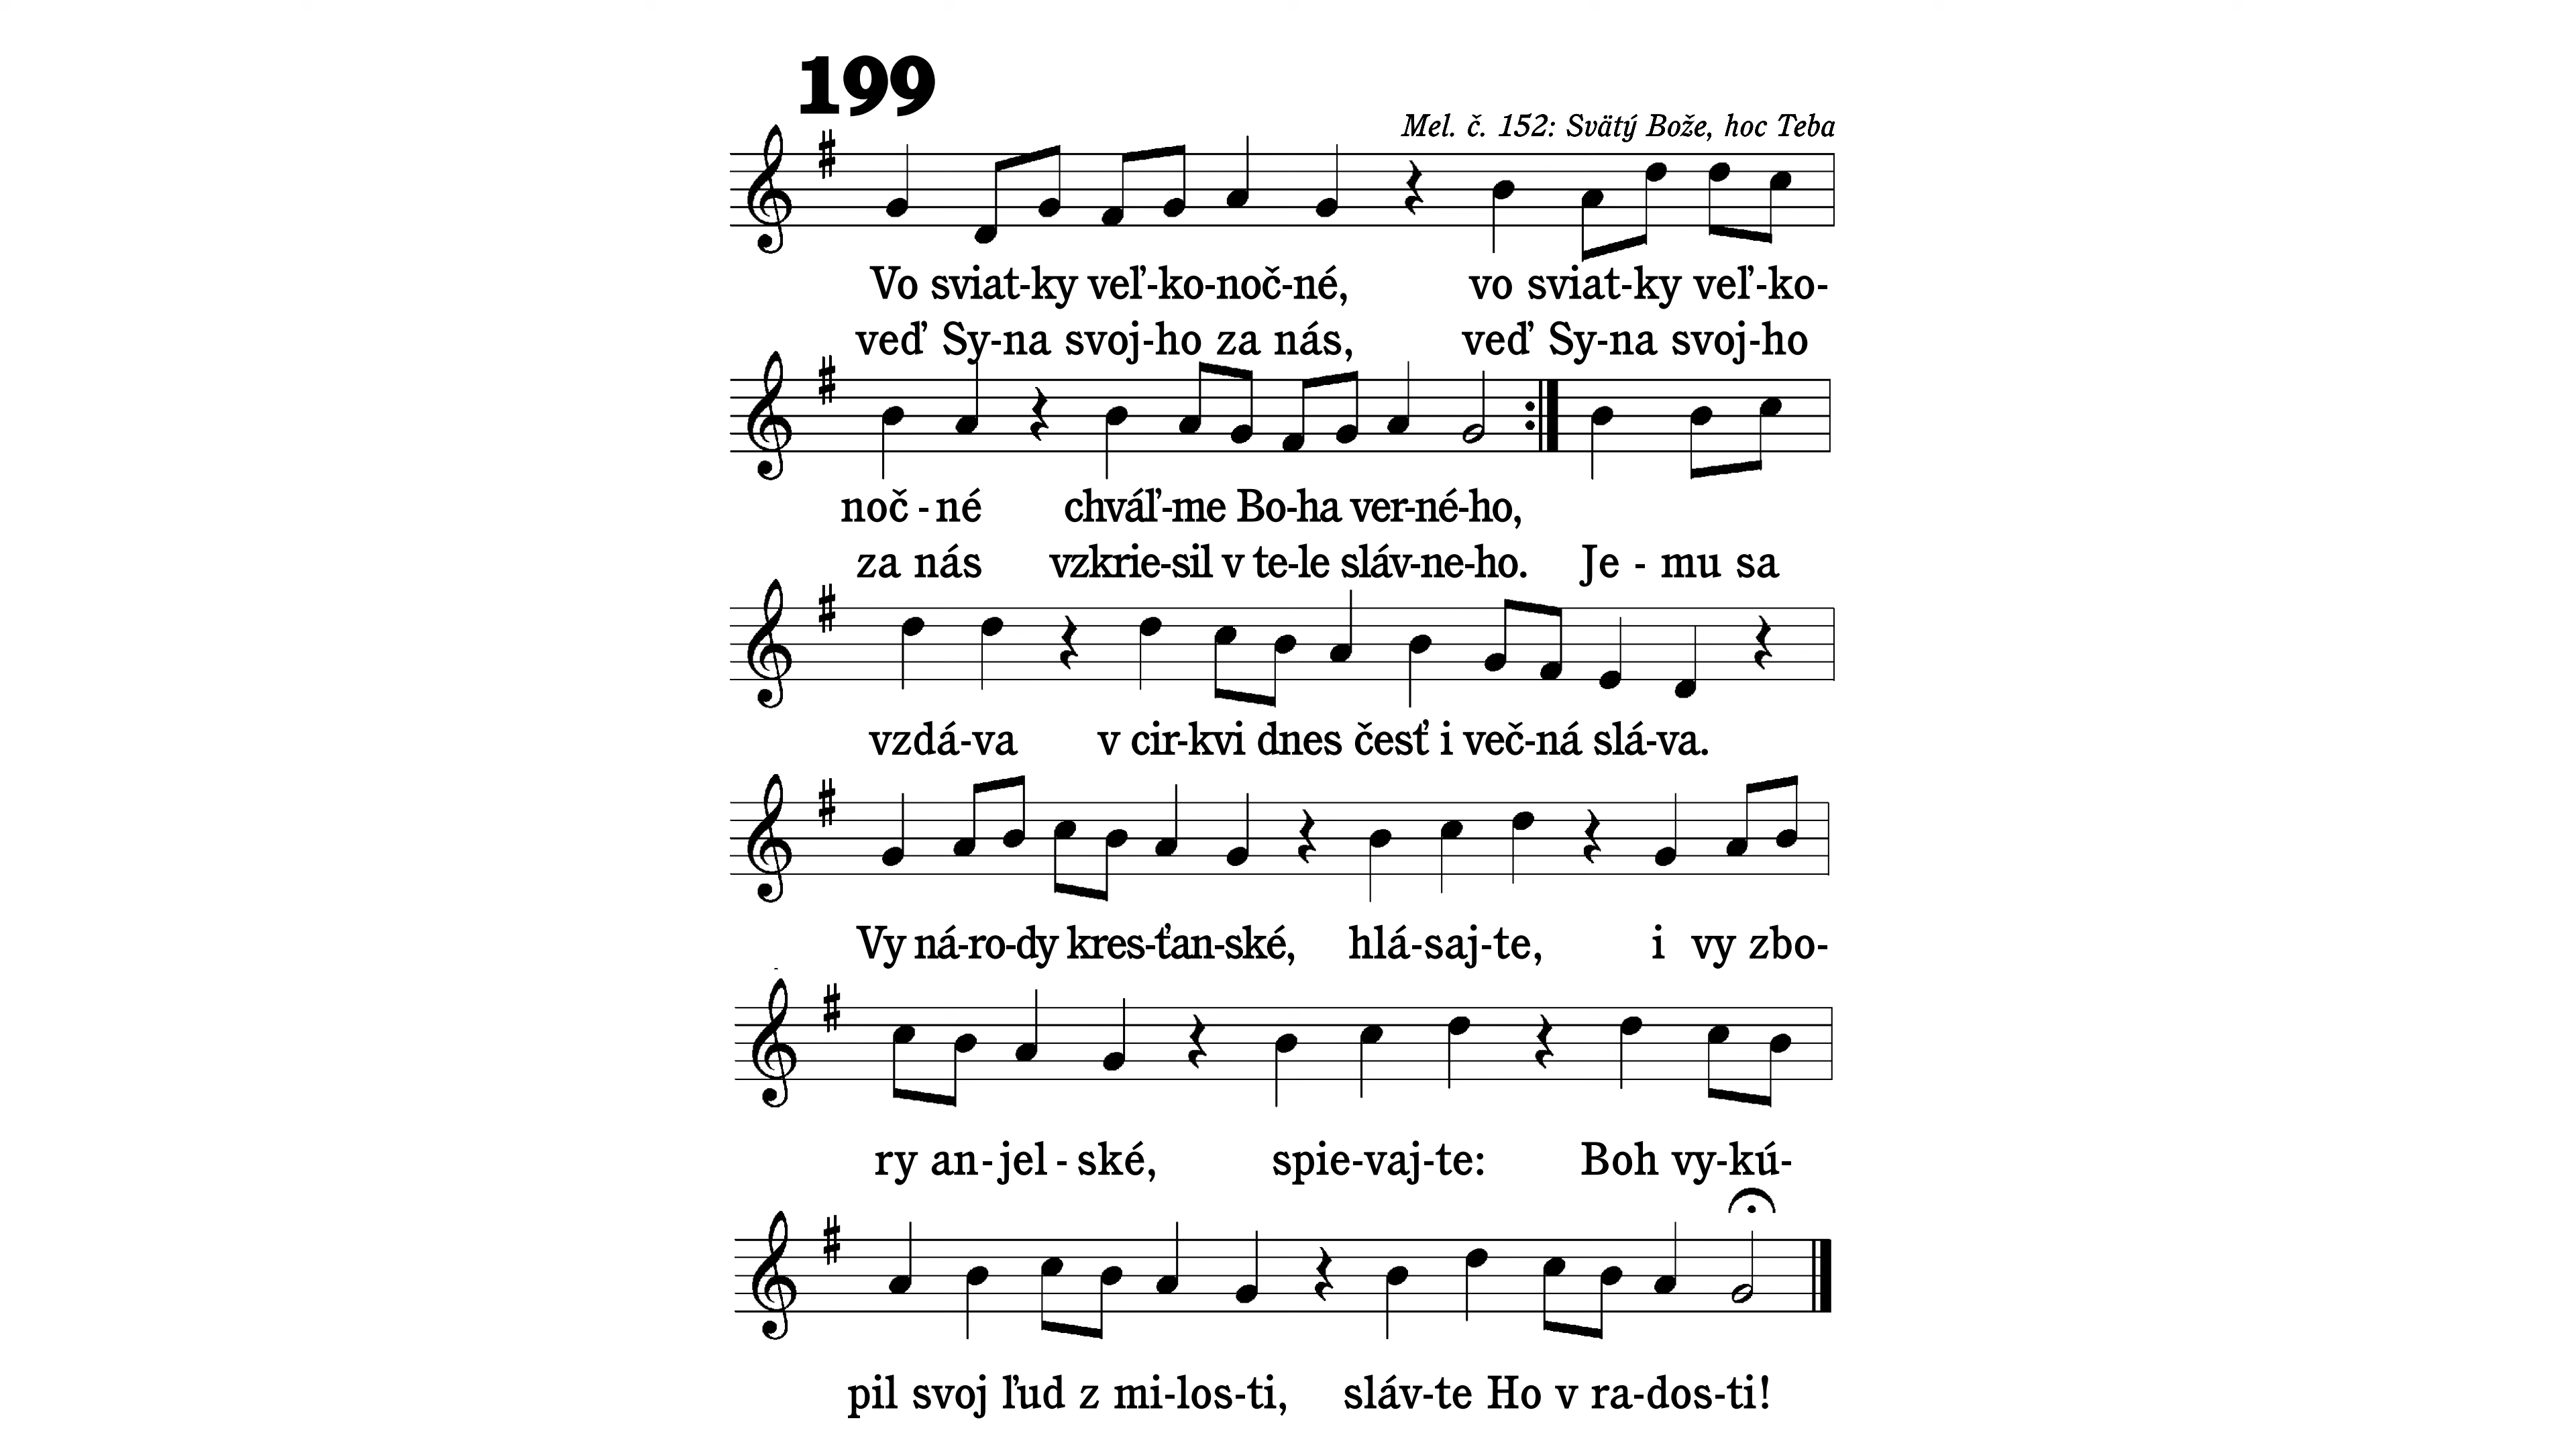 199
Mel. č. 152: Svätý Bože, hoc Teba
Vo sviat-ky veľ-ko-noč-né, vo sviat-ky veľ-ko-
veď Sy-na svoj-ho za nás, veď Sy-na svoj-ho
noč - né chváľ-me Bo-ha ver-né-ho,
za nás vzkrie-sil v te-le sláv-ne-ho. Je - mu sa
vzdá-va v cir-kvi dnes česť i več-ná slá-va.
Vy ná-ro-dy kres-ťan-ské, hlá-saj-te, i vy zbo-
ry an-jel - ské, spie-vaj-te: Boh vy-kú-
pil svoj ľud z mi-los-ti, sláv-te Ho v ra-dos-ti!